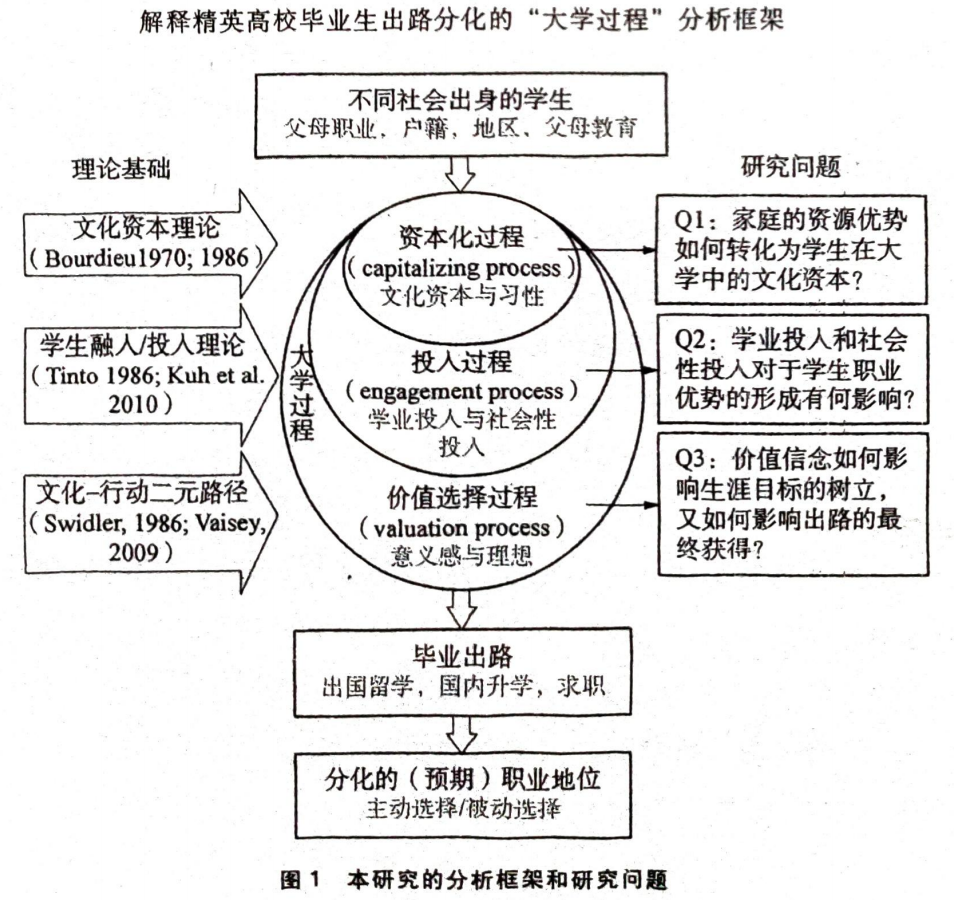 解释精英高校毕业生出路分化的“大学过程”分析框架
不同社会出身的学生
父母职业，户籍，地区、父母教育
理论基础
研究问题
文化资本理论
（Bourdieu1970; 1986）
学生融入/投入理论
（Tinto 1986; Kuh et al.
2010）
文化–行动二元路径
（Swidler, 1986; Vaisey,
2009）
大学过程
资本化过程
（capitalizing process）
文化资本与习性
投入过程
（engagement process）
学业投入与社会性
投入
价值选择过程
（valuation process）
意义感与理想
Q1：家庭的资源优势
如何转化为学生在大
学中的文化资本？
Q2：学业投入和社会
性投入对于学生职业
优势的形成有何影响？
Q3：价值信念如何影
响生涯目标的树立，
又如何影响出路的最
终获得？
毕业出路
出国留学，国内升学，求职
分化的（预期）职业地位
主动选择/被动选择
图1 本研究的分析框架和研究问题